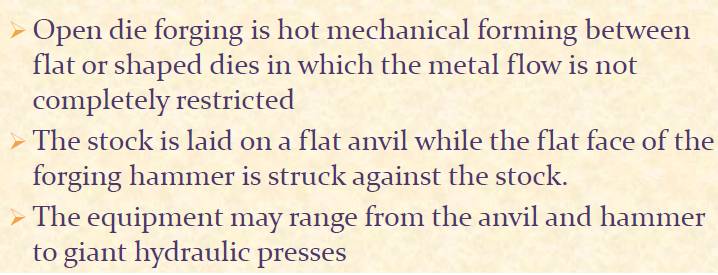 ➢ Open die forging is hot mechanical forming between
flat or shaped dies in which the metal flow is not
completely restricted
➢ The stock is laid on a flat anvil while the flat face of the
forging hammer is struck against the stock.
➢ The equipment may range from the anvil and hammer
to giant hydraulic presses